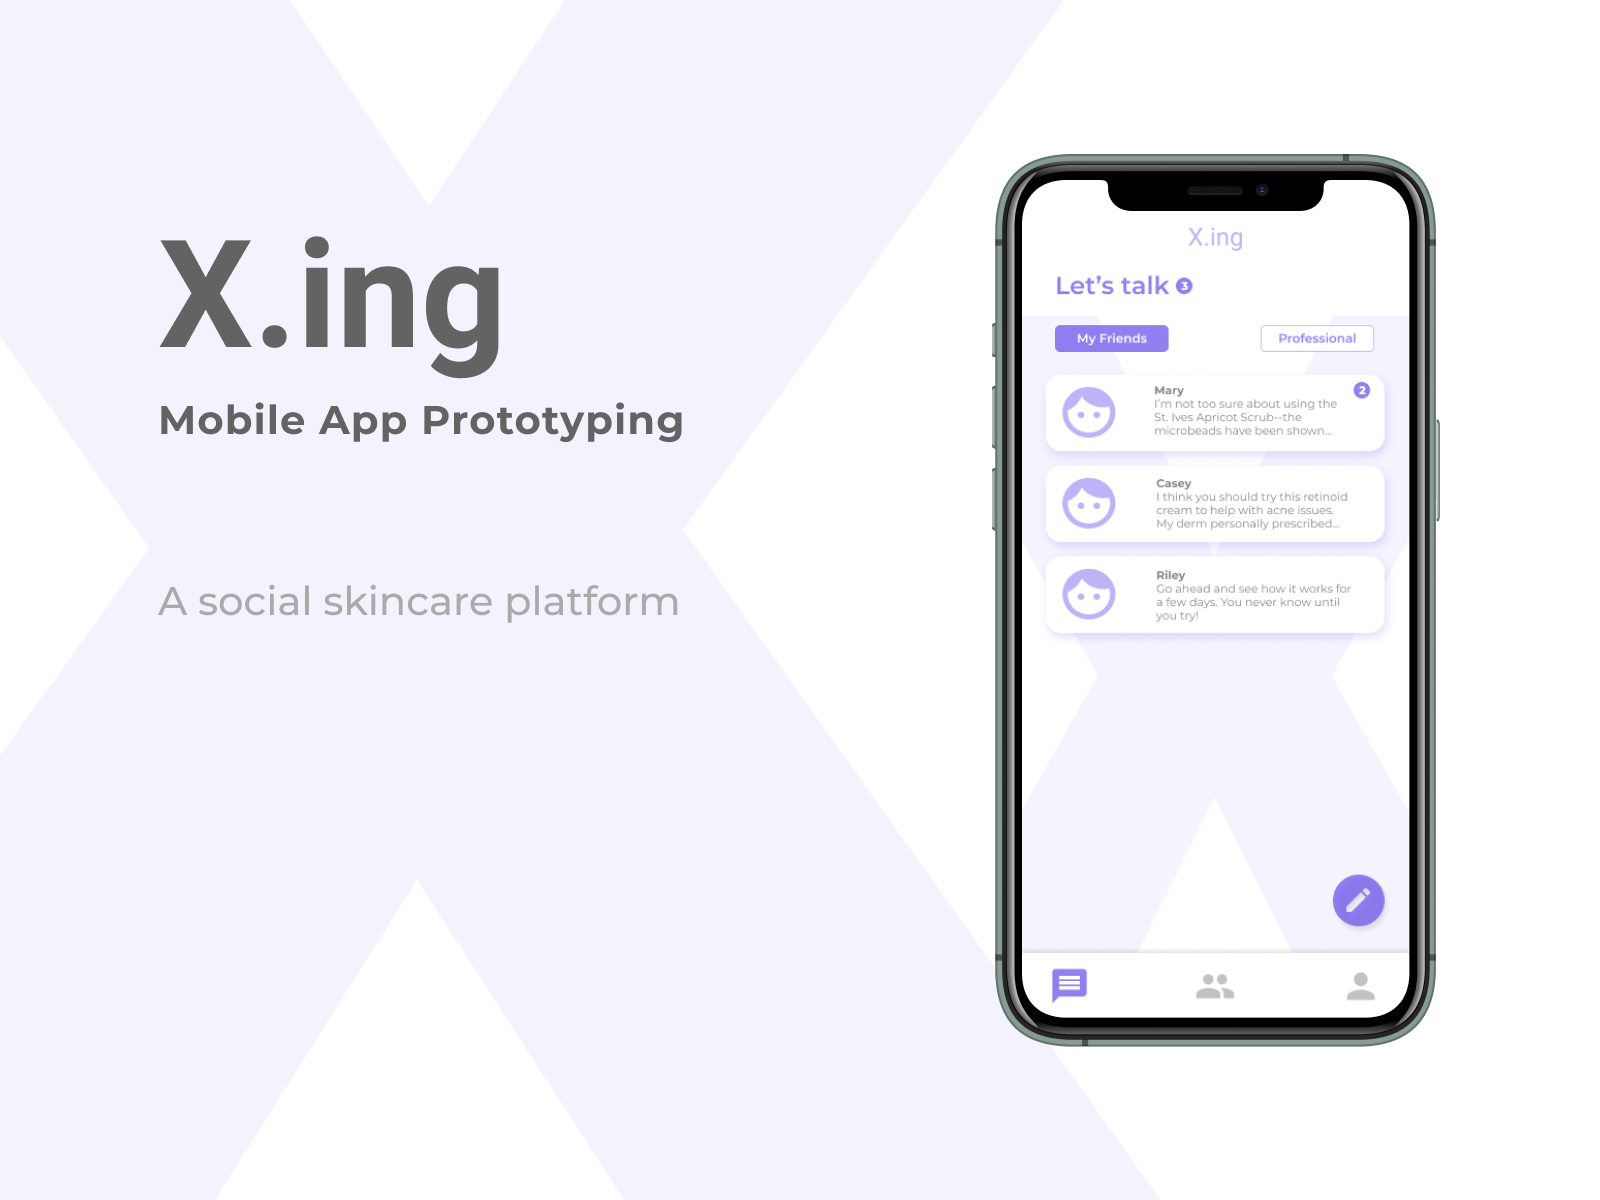 X.ing
Mobile App Prototyping
A social skincare platform
X.ing
Let's talk 3
My Friends
Professional
Mary
2
I'm not too sure about using the
St. Ives Apricot Scrub--the
microbeads have been shown...
Casey
I think you should try this retinoid
cream to help with acne issues.
My derm personally prescribed...
Riley
Go ahead and see how it works for
a few days. You never know until
you try!